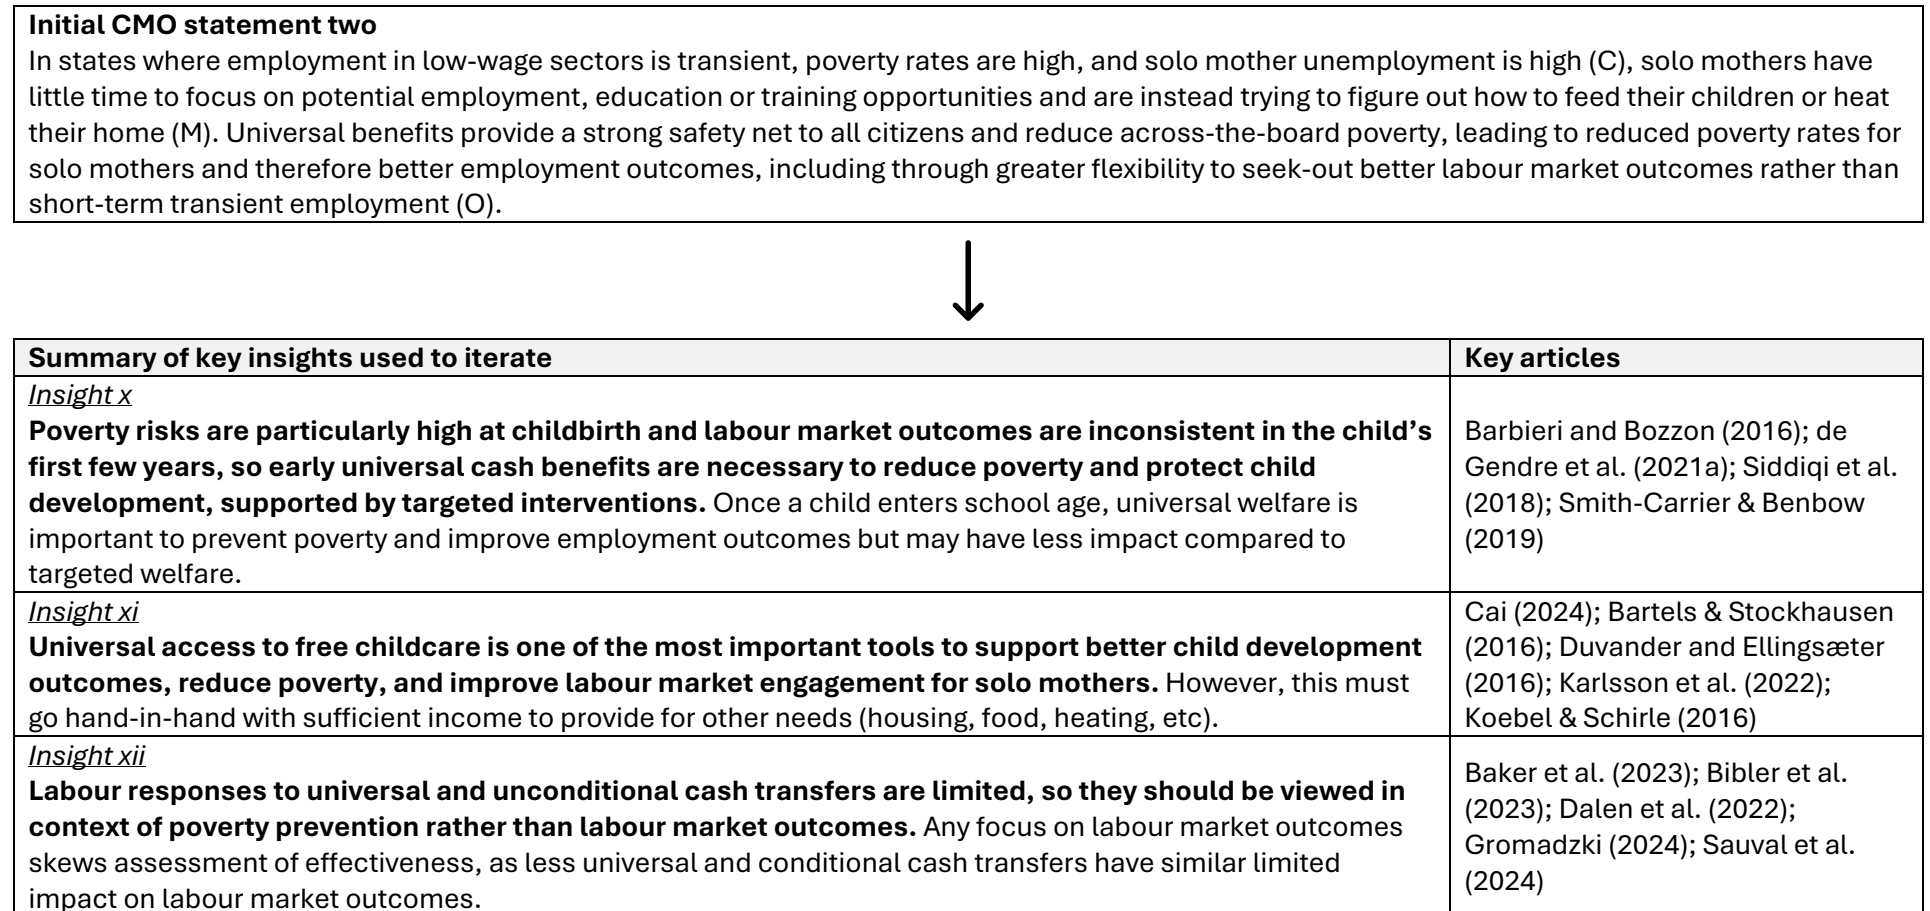 Initial CMO statement two
In states where employment in low-wage sectors is transient, poverty rates are high, and solo mother unemployment is high (C), solo mothers have
little time to focus on potential employment, education or training opportunities and are instead trying to figure out how to feed their children or heat
their home (M). Universal benefits provide a strong safety net to all citizens and reduce across-the-board poverty, leading to reduced poverty rates for
solo mothers and therefore better employment outcomes, including through greater flexibility to seek-out better labour market outcomes rather than
short-term transient employment (O).
Summary of key insights used to iterate
Key articles
Insight x
Poverty risks are particularly high at childbirth and labour market outcomes are inconsistent in the child's
first few years, so early universal cash benefits are necessary to reduce poverty and protect child
development, supported by targeted interventions. Once a child enters school age, universal welfare is
important to prevent poverty and improve employment outcomes but may have less impact compared to
targeted welfare.
Barbieri and Bozzon (2016); de
Gendre et al. (2021a); Siddiqi et al.
(2018); Smith-Carrier & Benbow
(2019)
Insight xi
Universal access to free childcare is one of the most important tools to support better child development
outcomes, reduce poverty, and improve labour market engagement for solo mothers. However, this must
go hand-in-hand with sufficient income to provide for other needs (housing, food, heating, etc).
Cai (2024); Bartels & Stockhausen
(2016); Duvander and Ellingsæter
(2016); Karlsson et al. (2022);
Koebel & Schirle (2016)
Insight xii
Labour responses to universal and unconditional cash transfers are limited, so they should be viewed in
context of poverty prevention rather than labour market outcomes. Any focus on labour market outcomes
skews assessment of effectiveness, as less universal and conditional cash transfers have similar limited
impact on labour market outcomes.
Baker et al. (2023); Bibler et al.
(2023); Dalen et al. (2022);
Gromadzki (2024); Sauval et al.
(2024)